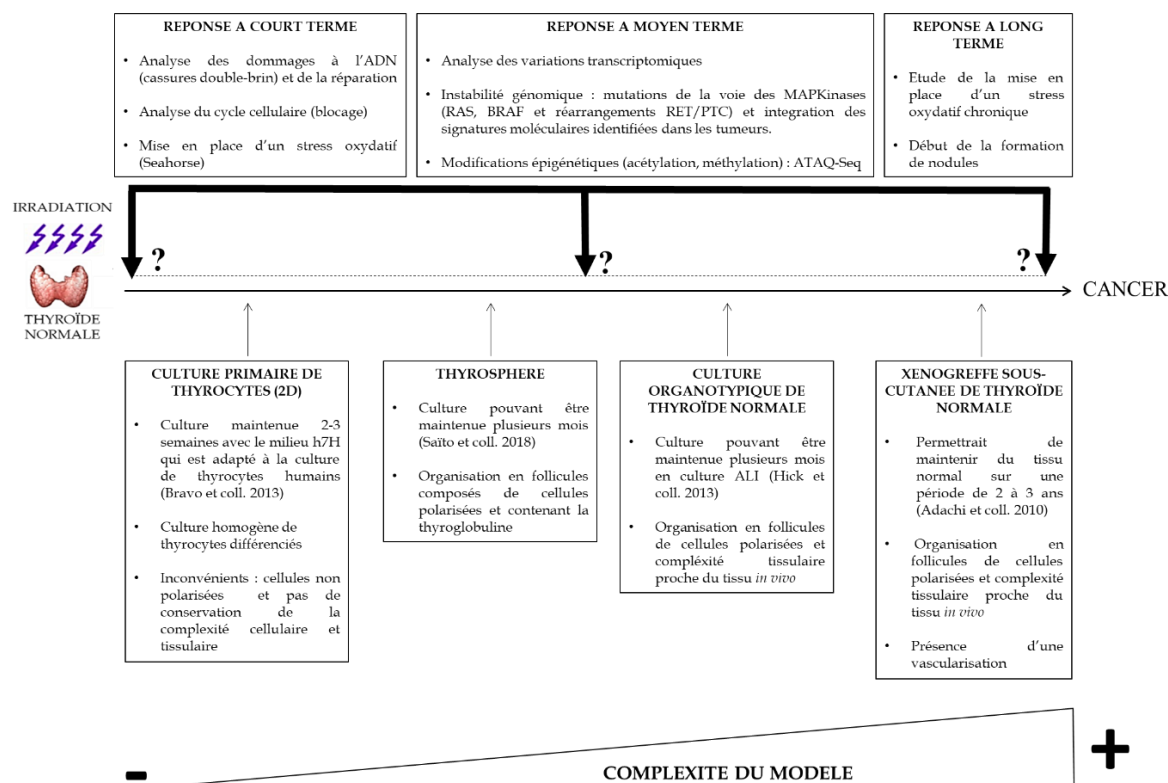 REPONSE A COURT TERME
• Analyse des dommages à l'ADN
(cassures double-brin) et de la réparation
• Analyse du cycle cellulaire (blocage)
• Mise en place d'un stress oxydatif
(Seahorse)
REPONSE A MOYEN TERME
• Analyse des variations transcriptomiques
• Instabilité génomique : mutations de la voie des MAPKinases
(RAS, BRAF et réarrangements RET/PTC) et integration des
signatures moléculaires identifiées dans les tumeurs.
• Modifications épigénétiques (acétylation, méthylation) : ATAQ-Seq
REPONSE A LONG
TERME
• Etude de la mise en
place d'un stress
oxydatif chronique
• Début de la formation
de nodules
IRRADIATION
? ? ?
THYROÏDE
NORMALE
CANCER
CULTURE PRIMAIRE DE
THYROCYTES (2D)
• Culture maintenue 2-3
semaines avec le milieu h7H
qui est adapté à la culture
de thyrocytes humains
(Bravo et coll. 2013)
• Culture homogène de
thyrocytes différenciés
• Inconvénients : cellules non
polarisées et pas de
conservation de la
complexité cellulaire et
tissulaire
THYROSPHERE
• Culture pouvant être
maintenue plusieurs mois
(Saïto et coll. 2018)
• Organisation en follicules
composés de cellules
polarisées et contenant la
thyroglobuline
CULTURE
ORGANOTYPIQUE DE
THYROÏDE NORMALE
• Culture pouvant être
maintenue plusieurs mois
en culture ALI (Hick et
coll. 2013)
• Organisation en follicules
de cellules polarisées et
compléxité tissulaire
proche du tissu in vivo
XENOGREFFE SOUS-
CUTANEE DE THYROÏDE
NORMALE
• Permettrait de
maintenir du tissu
normal sur une
période de 2 à 3 ans
(Adachi et coll. 2010)
• Organisation en
follicules de cellules
polarisées et complexité
tissulaire proche du
tissu in vivo
• Présence d'une
vascularisation
- +
COMPLEXITE DU MODELE